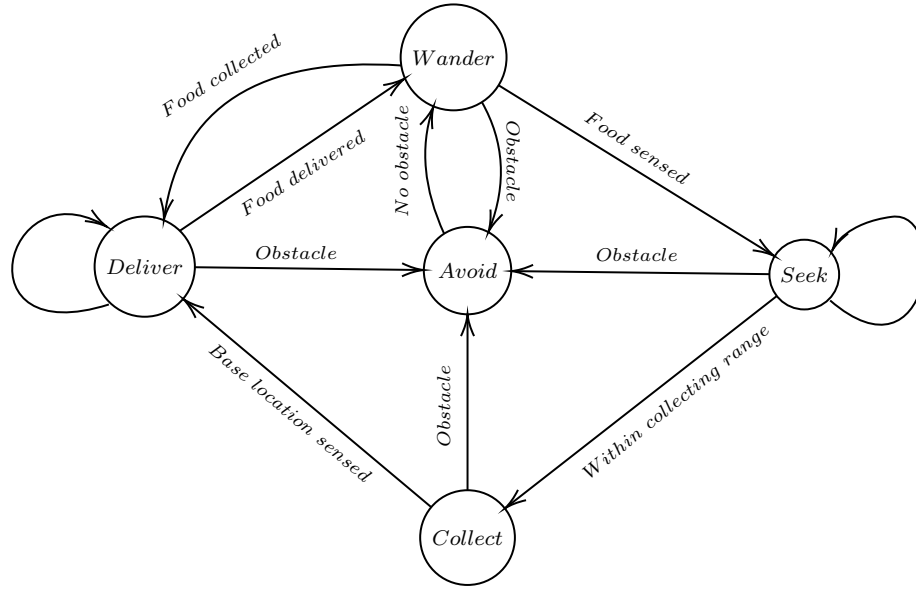 Wander
Food collected
Food delivered
No obstacle
Obstacle
Food sensed
Deliver
Obstacle
Avoid
Obstacle
Seek
Base location sensed
Obstacle
Within collecting range
Collect